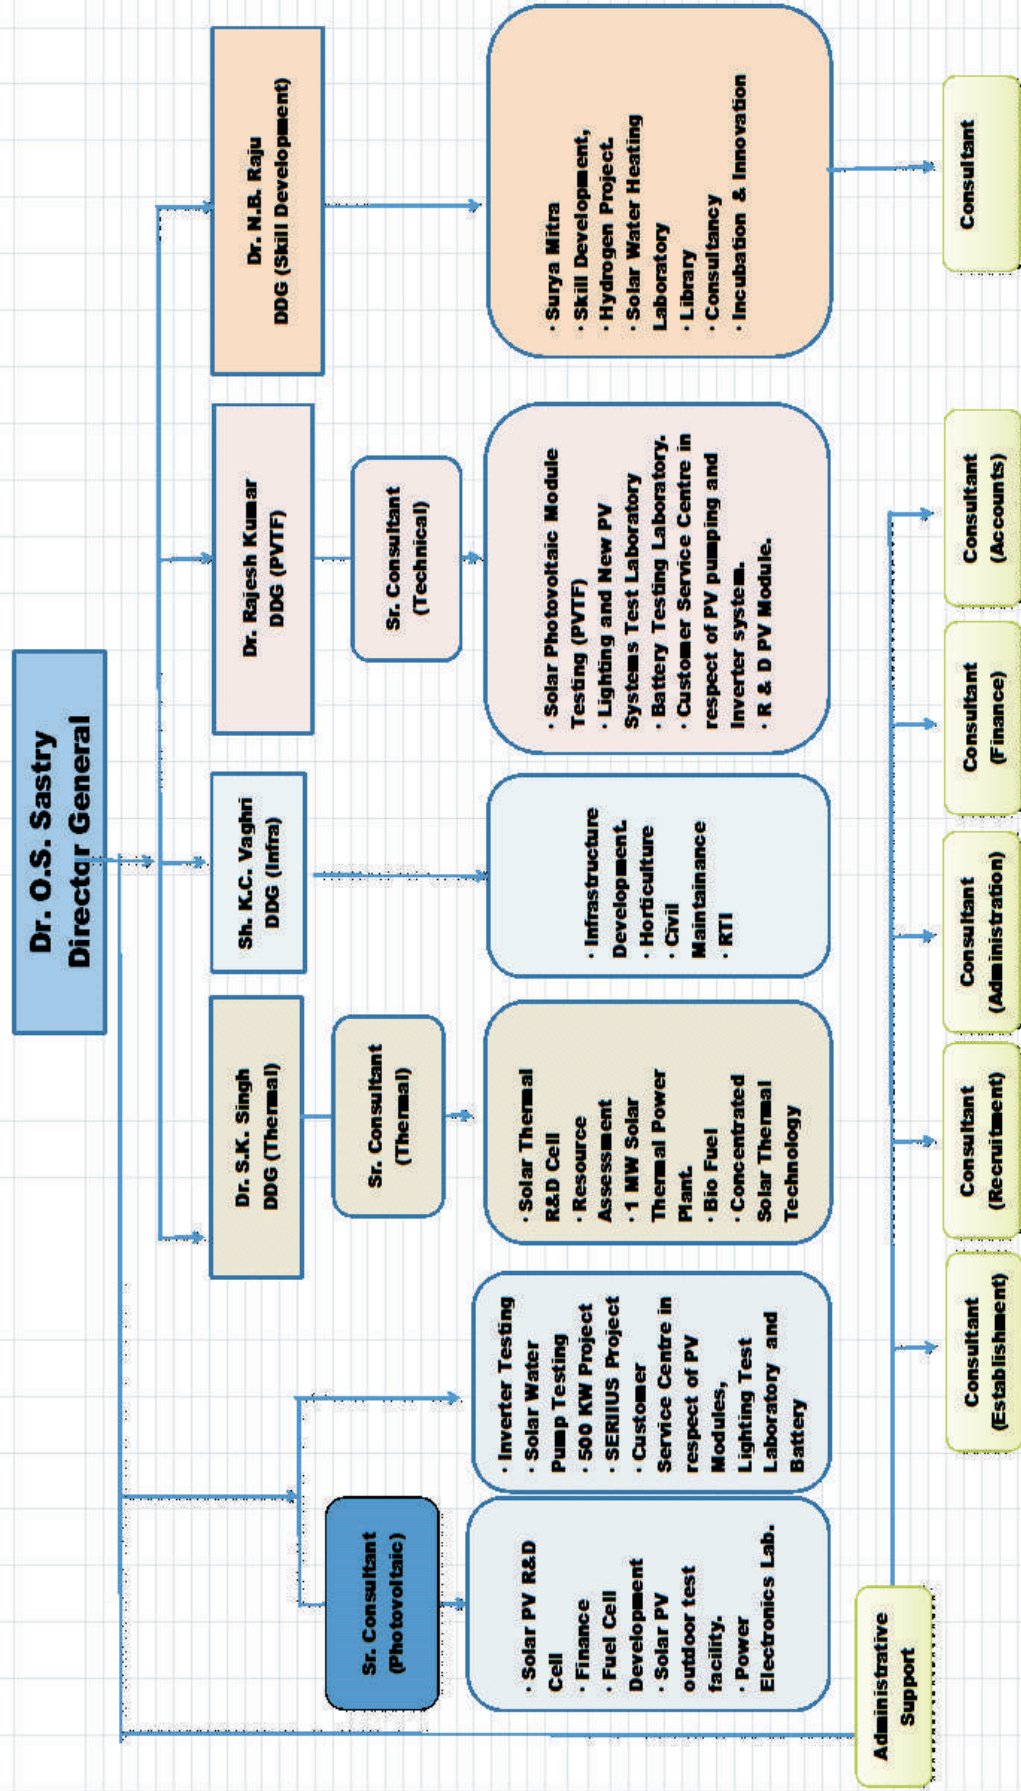 Dr. O.S. Sastry
Director General
Dr. S.K. Singh
DDG (Thermal)
Sh. K.C. Vaghri
DDG (Infra)
Dr. Rajesh Kumar
DDG (PVTF)
Dr. N.B. Raju
DDG (Skill Development)
Sr. Consultant
(Photovoltaic)
Sr. Consultant
(Thermal)
Sr. Consultant
(Technical)
· Solar PV R&D
Cell
· Finance
· Fuel Cell
Development
· Solar PV
outdoor test
facility.
· Power
Electronics Lab.
· Inverter Testing
· Solar Water
Pump Testing
· 500 KW Project
· SERIIUS Project
· Customer
Service Centre in
respect of PV
Modules,
Lighting Test
Laboratory and
Battery
· Solar Thermal
R&D Cell
· Resource
Assessment
· 1 MW Solar
Thermal Power
Plant.
· Bio Fuel
· Concentrated
Solar Thermal
Technology
· Infrastructure
Development.
· Horticulture
· Civil
Maintainance
· RTI
· Solar Photovoltaic Module
Testing (PVTF)
· Lighting and New PV
Systems Test Laboratory
· Battery Testing Laboratory.
· Customer Service Centre in
respect of PV pumping and
Inverter system.
· R & D PV Module.
· Surya Mitra
· Skill Development,
· Hydrogen Project.
· Solar Water Heating
Laboratory
· Library
· Consultancy
· Incubation & Innovation
Administrative
Support
Consultant
(Establishment)
Consultant
(Recruitment)
Consultant
(Administration)
Consultant
(Finance)
Consultant
(Accounts)
Consultant